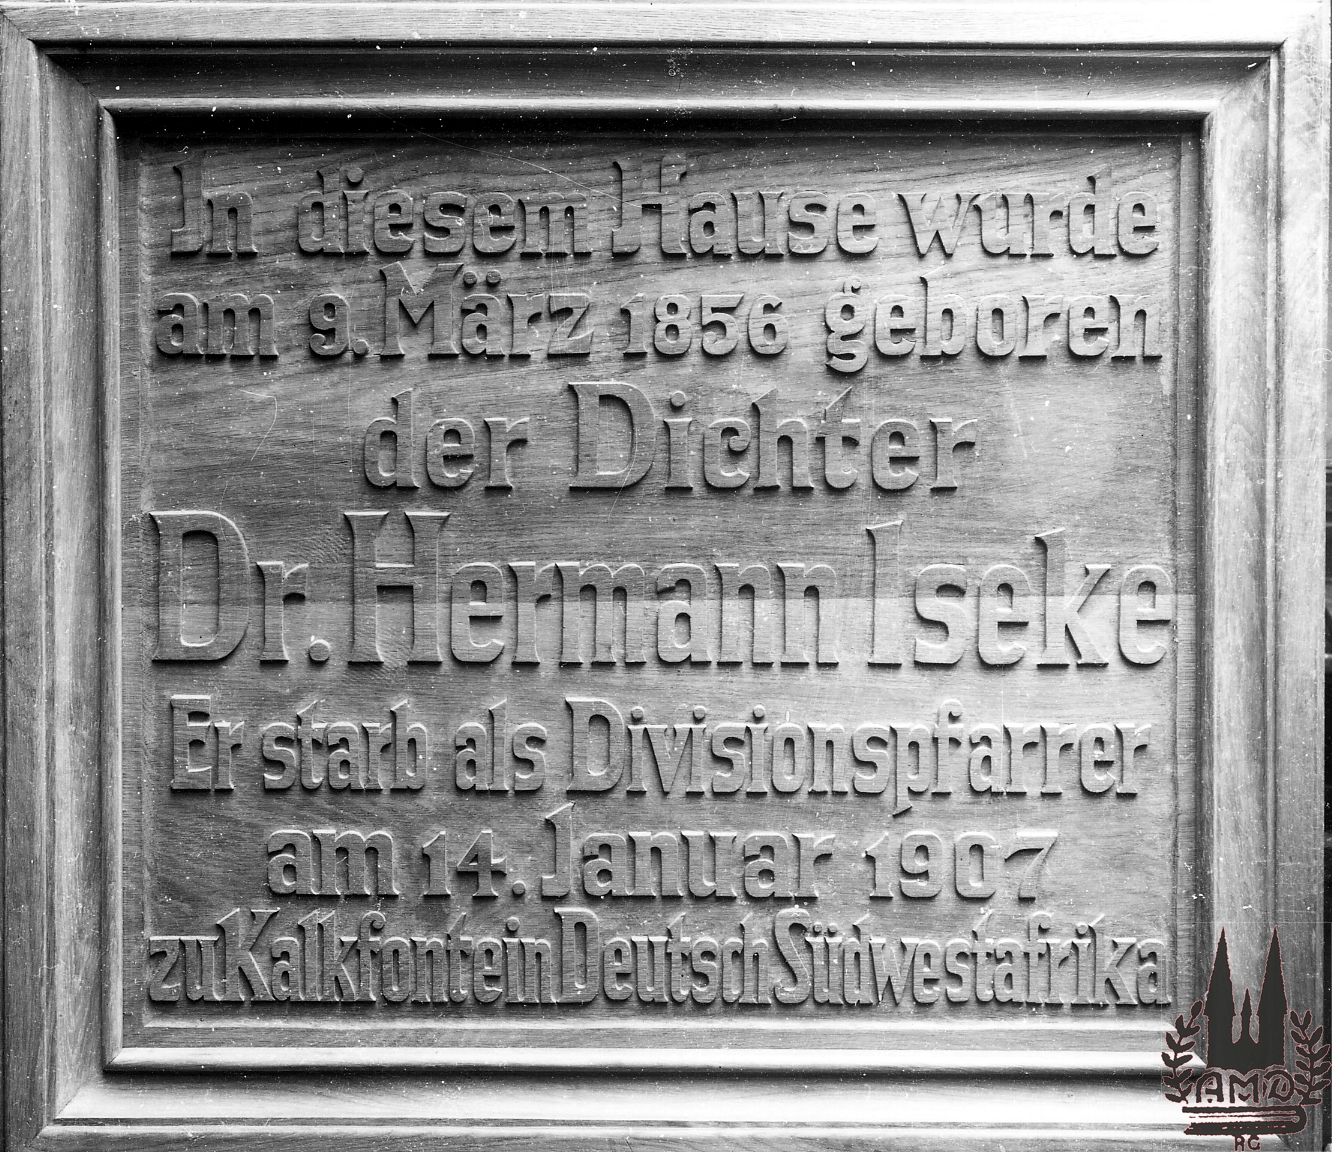 In diesem Hause wurde
am 9. März 1856 geboren
der Dichter
Dr. Hermann Iseke
Er starb als Divisionspfarrer
am 14. Januar 1907
zu Kalkfontein Deutsch Südwestafrika
AMD
RG